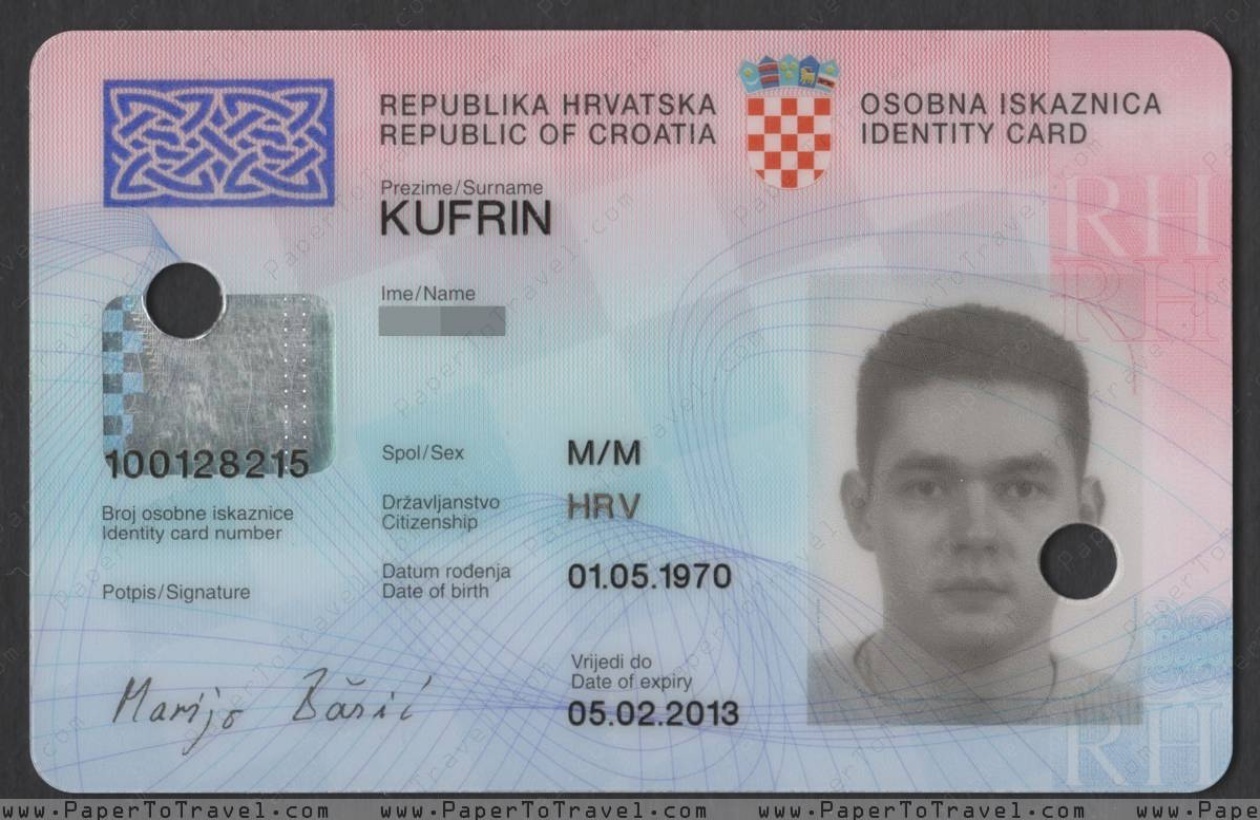 REPUBLIKA HRVATSKA
REPUBLIC OF CROATIA
OSOBNA ISKAZNICA
IDENTITY CARD
Prezime/Surname
KUFRIN
Ime/Name
RH
RH
100128215
Broj osobne iskaznice
Identity card number
Potpis/Signature
Marijo Bašić
Spol/Sex
M/M
Državljanstvo
Citizenship
HRV
Datum rođenja
Date of birth
01.05.1970
Vrijedi do
Date of expiry
05.02.2013
RH
www.PaperToTravel.com www.PaperToTravel.com www.PaperToTravel.com www.Pape